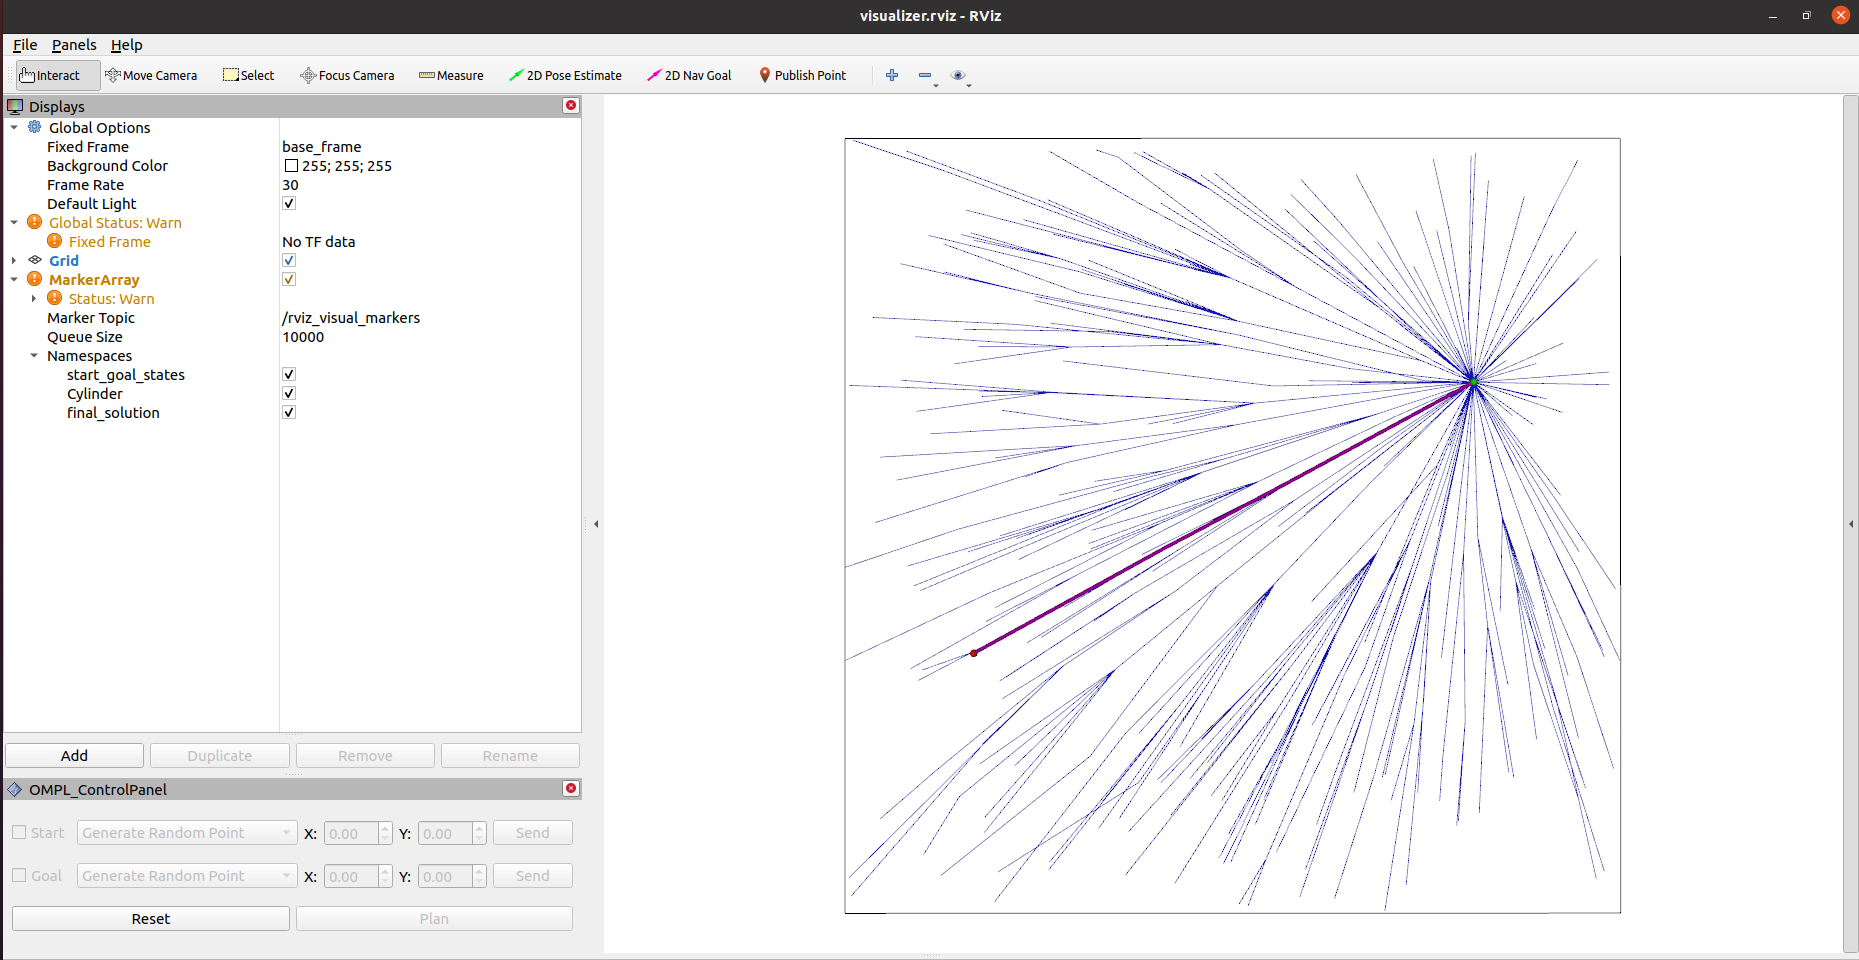 visualizer.rviz - RViz
File Panels Help
Interact Move Camera Select Focus Camera Measure 2D Pose Estimate 2D Nav Goal Publish Point
Displays
Global Options
Fixed Frame base_frame
Background Color 255; 255; 255
Frame Rate 30
Default Light
Global Status: Warn
Fixed Frame No TF data
Grid
MarkerArray
Status: Warn
Marker Topic /rviz_visual_markers
Queue Size 10000
Namespaces
start_goal_states
Cylinder
final_solution
Add Duplicate Remove Rename
OMPL_ControlPanel
Start Generate Random Point X: 0.00 Y: 0.00 Send
Goal Generate Random Point X: 0.00 Y: 0.00 Send
Reset Plan